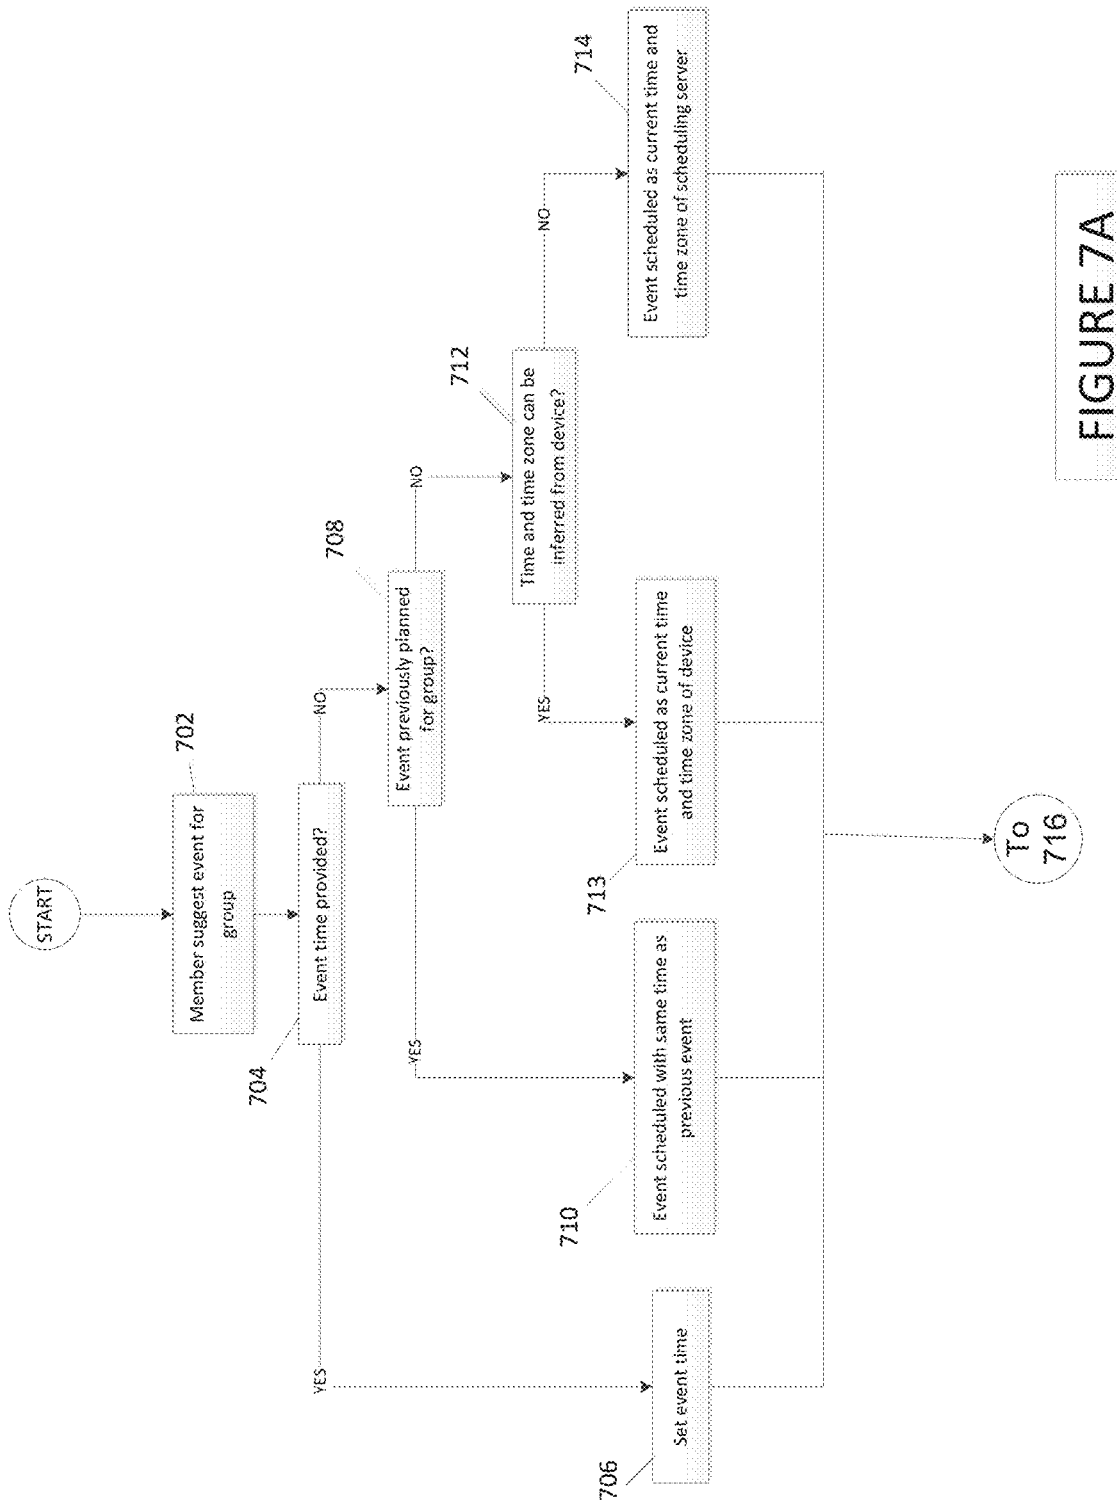 START
702
Member suggest event for
group
704
Event time provided?
YES
NO
708
Event previously planned
for group?
YES
NO
712
Time and time zone can be
inferred from device?
YES
NO
706
Set event time
710
Event scheduled with same time as
previous event
713
Event scheduled as current time
and time zone of device
714
Event scheduled as current time and
time zone of scheduling server
To
716
FIGURE 7A